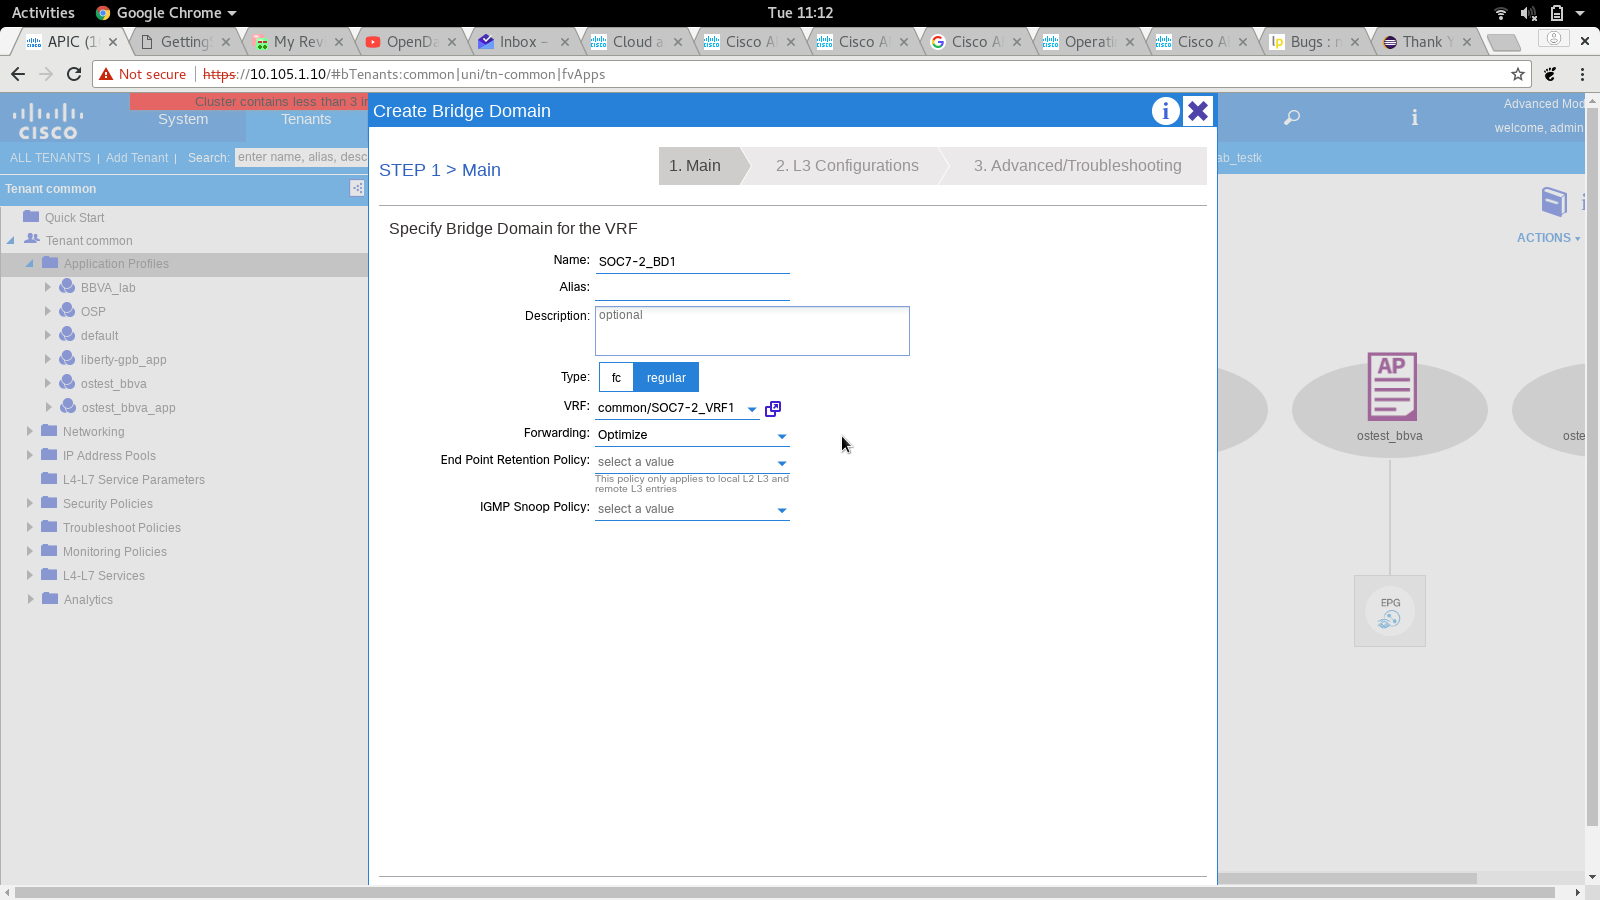 Activities Google Chrome Tue 11:12
APIC (1 Getting My Rev OpenDa Inbox - Cloud a Cisco A Cisco A Cisco A Operati Cisco A Bugs : Thank Y
Not secure https://10.105.1.10/#bTenants:common|uni/tn-common|fvApps
CISCO
Cluster contains less than 3 in
System Tenants
Advanced Mod
welcome, admin
ALL TENANTS | Add Tenant | Search: enter name, alias, desc
ab_testk
Tenant common
Quick Start
Tenant common
Application Profiles
BBVA_lab
OSP
default
liberty-gpb_app
ostest_bbva
ostest_bbva_app
Networking
IP Address Pools
L4-L7 Service Parameters
Security Policies
Troubleshoot Policies
Monitoring Policies
L4-L7 Services
Analytics
Create Bridge Domain
STEP 1 > Main
1. Main 2. L3 Configurations 3. Advanced/Troubleshooting
Specify Bridge Domain for the VRF
Name: SOC7-2_BD1
Alias:
Description: optional
Type: fc regular
VRF: common/SOC7-2_VRF1
Forwarding: Optimize
End Point Retention Policy: select a value
This policy only applies to local L2 L3 and
remote L3 entries
IGMP Snoop Policy: select a value
ACTIONS
AP
ostest_bbva
oste
EPG